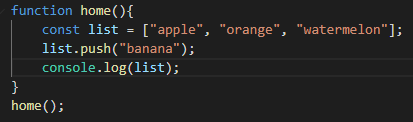 function home(){
    const list = ["apple", "orange", "watermelon"];
    list.push("banana");
    console.log(list);
}
home();